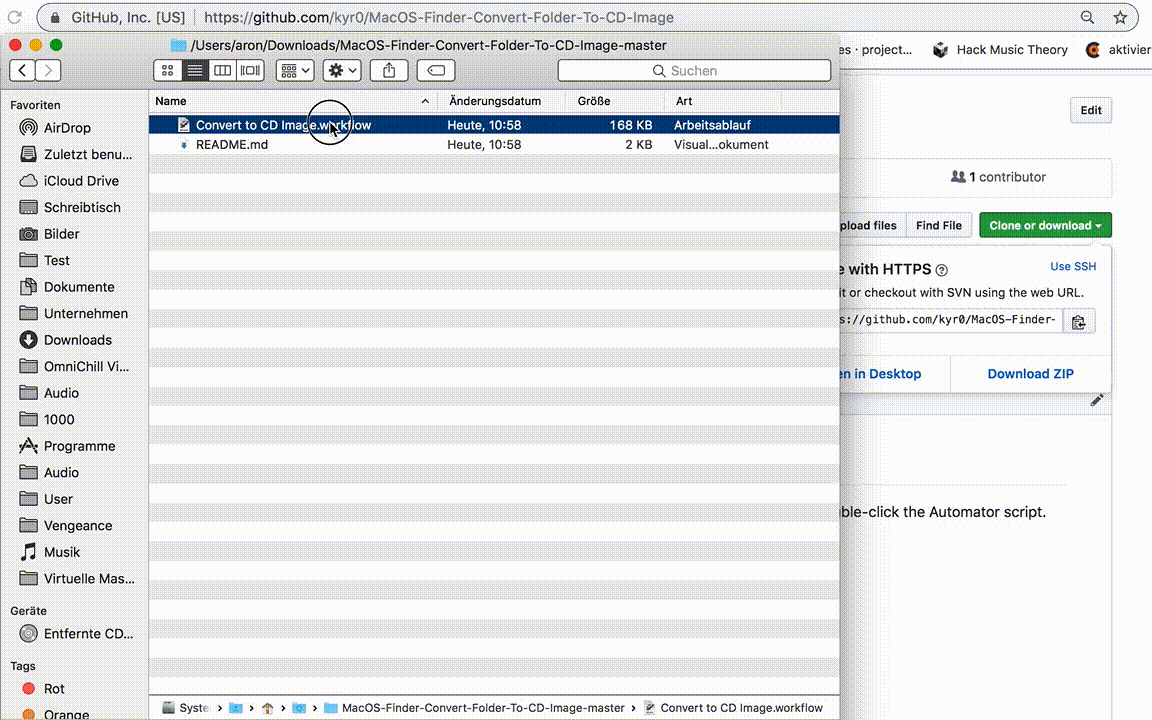 GitHub, Inc. [US] https://github.com/kyr0/MacOS-Finder-Convert-Folder-To-CD-Image
/Users/aron/Downloads/MacOS-Finder-Convert-Folder-To-CD-Image-master
es · project... Hack Music Theory aktivier
Suchen
Favoriten
AirDrop
Zuletzt benu...
iCloud Drive
Schreibtisch
Bilder
Test
Dokumente
Unternehmen
Downloads
OmniChill Vi...
Audio
1000
Programme
Audio
User
Vengeance
Musik
Virtuelle Mas...
Geräte
Entfernte CD...
Tags
Rot
Orange
Name Änderungsdatum Größe Art
Convert to CD Image.workflow Heute, 10:58 168 KB Arbeitsablauf
README.md Heute, 10:58 2 KB Visual...okument
Syste MacOS-Finder-Convert-Folder-To-CD-Image-master Convert to CD Image.workflow
Edit
1 contributor
pload files Find File Clone or download
e with HTTPS Use SSH
it or checkout with SVN using the web URL.
s://github.com/kyr0/MacOS-Finder-
en in Desktop Download ZIP
ble-click the Automator script.